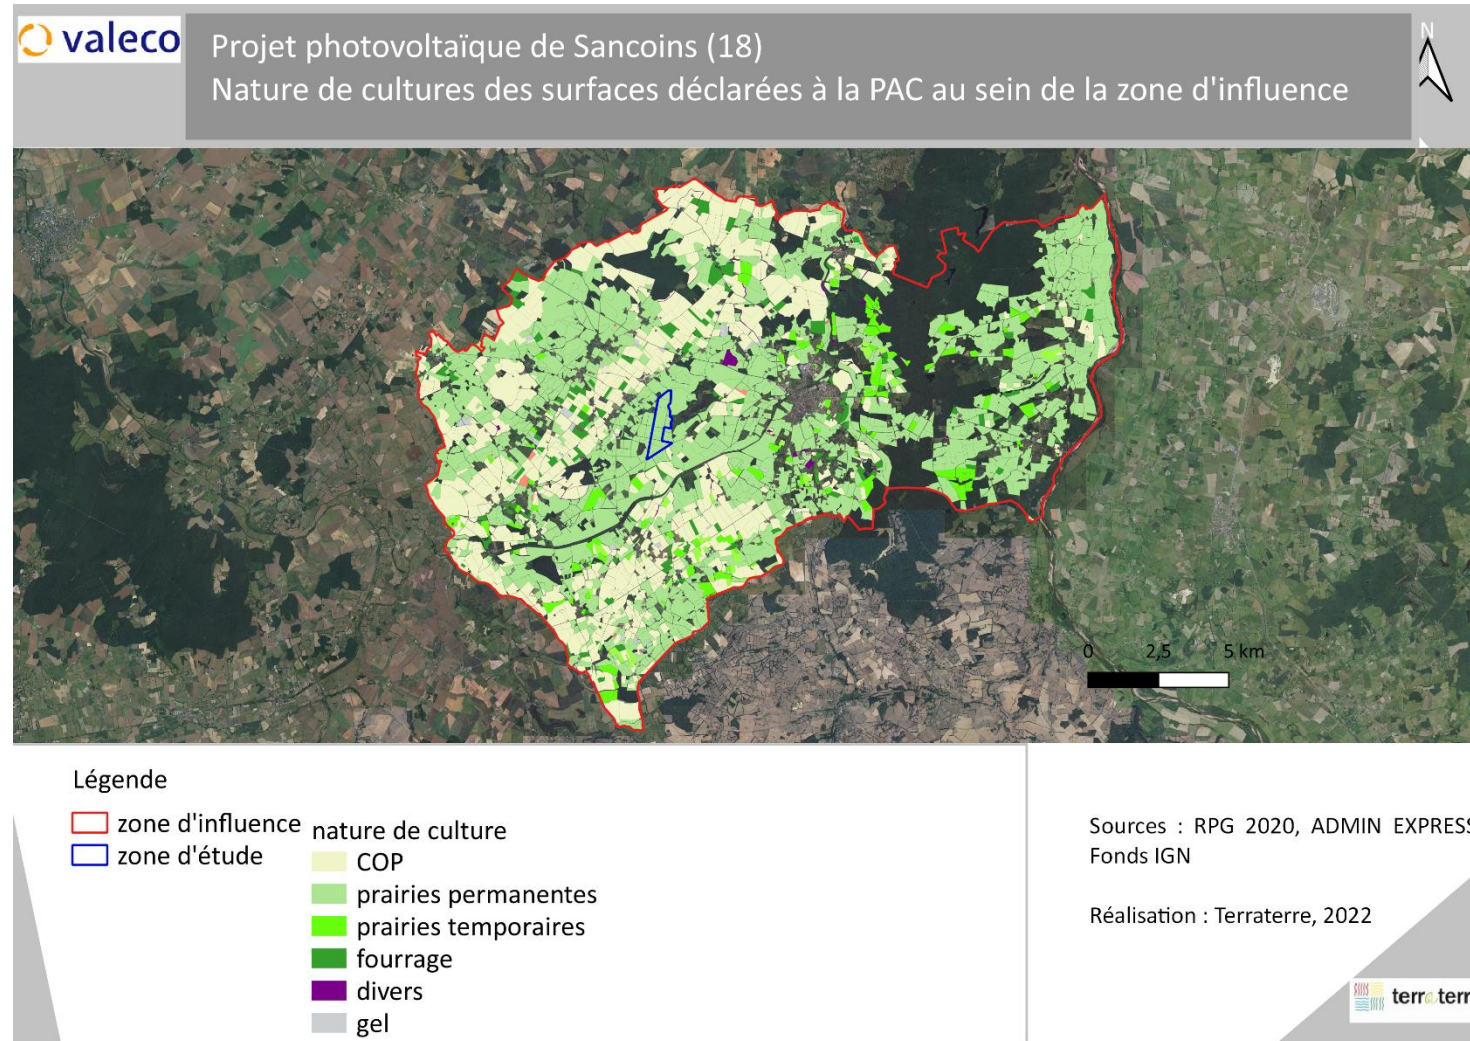 valeco
Projet photovoltaïque de Sancoins (18)
Nature de cultures des surfaces déclarées à la PAC au sein de la zone d'influence
N
0 2,5 5 km
Légende
zone d'influence
zone d'étude
nature de culture
COP
prairies permanentes
prairies temporaires
fourrage
divers
gel
Sources : RPG 2020, ADMIN EXPRESS
Fonds IGN
Réalisation : Terraterre, 2022
terraterr